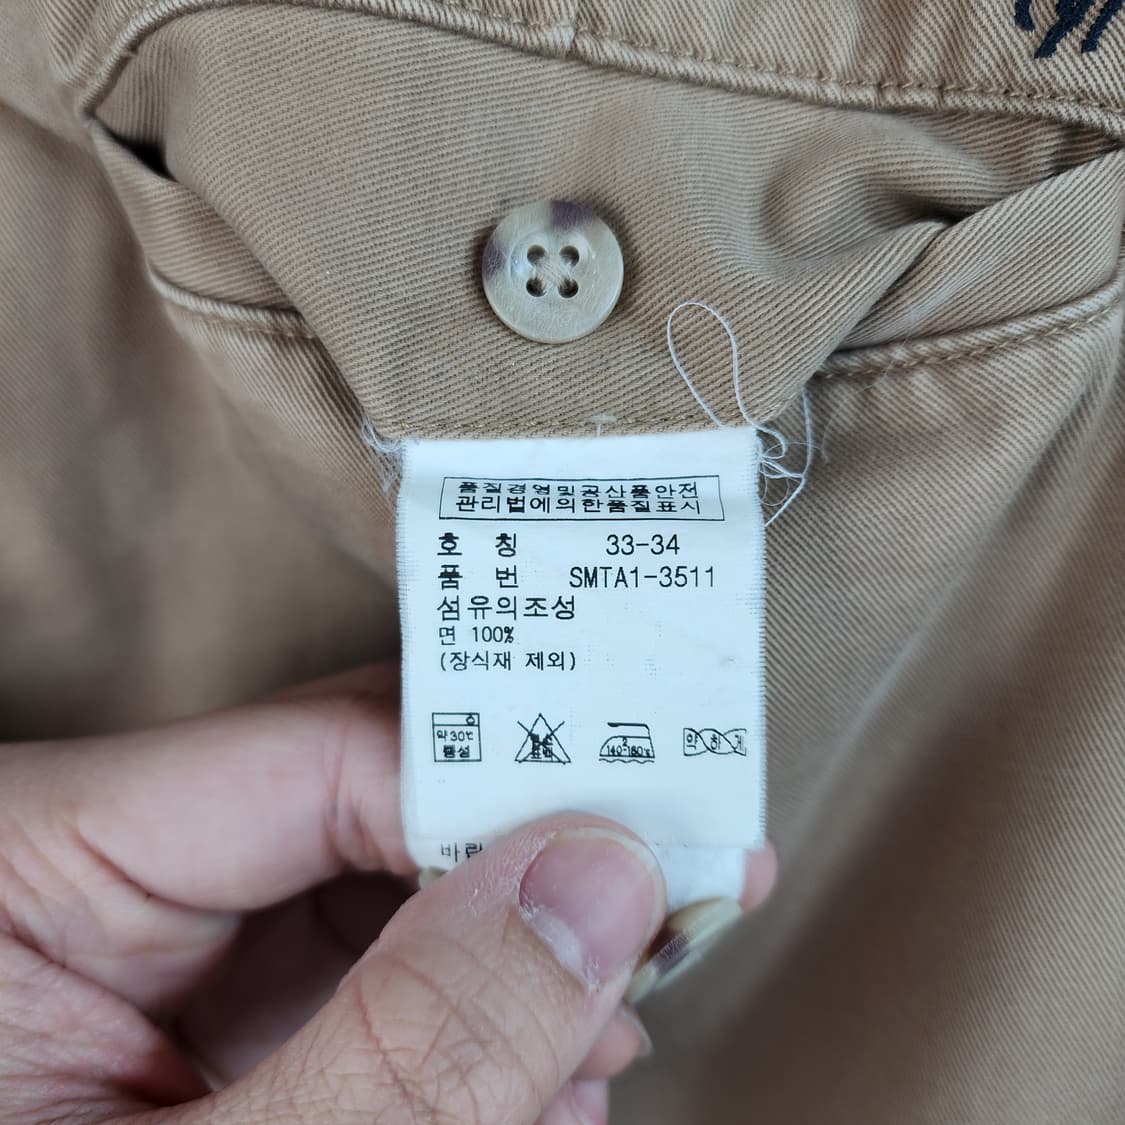 품질경영및공산품안전
관리법에의한품질표시
호 칭 33-34
품 번 SMTA1-3511
섬유의조성
면 100%
(장식재 제외)
약30℃
중성
2
140~160℃
약하게